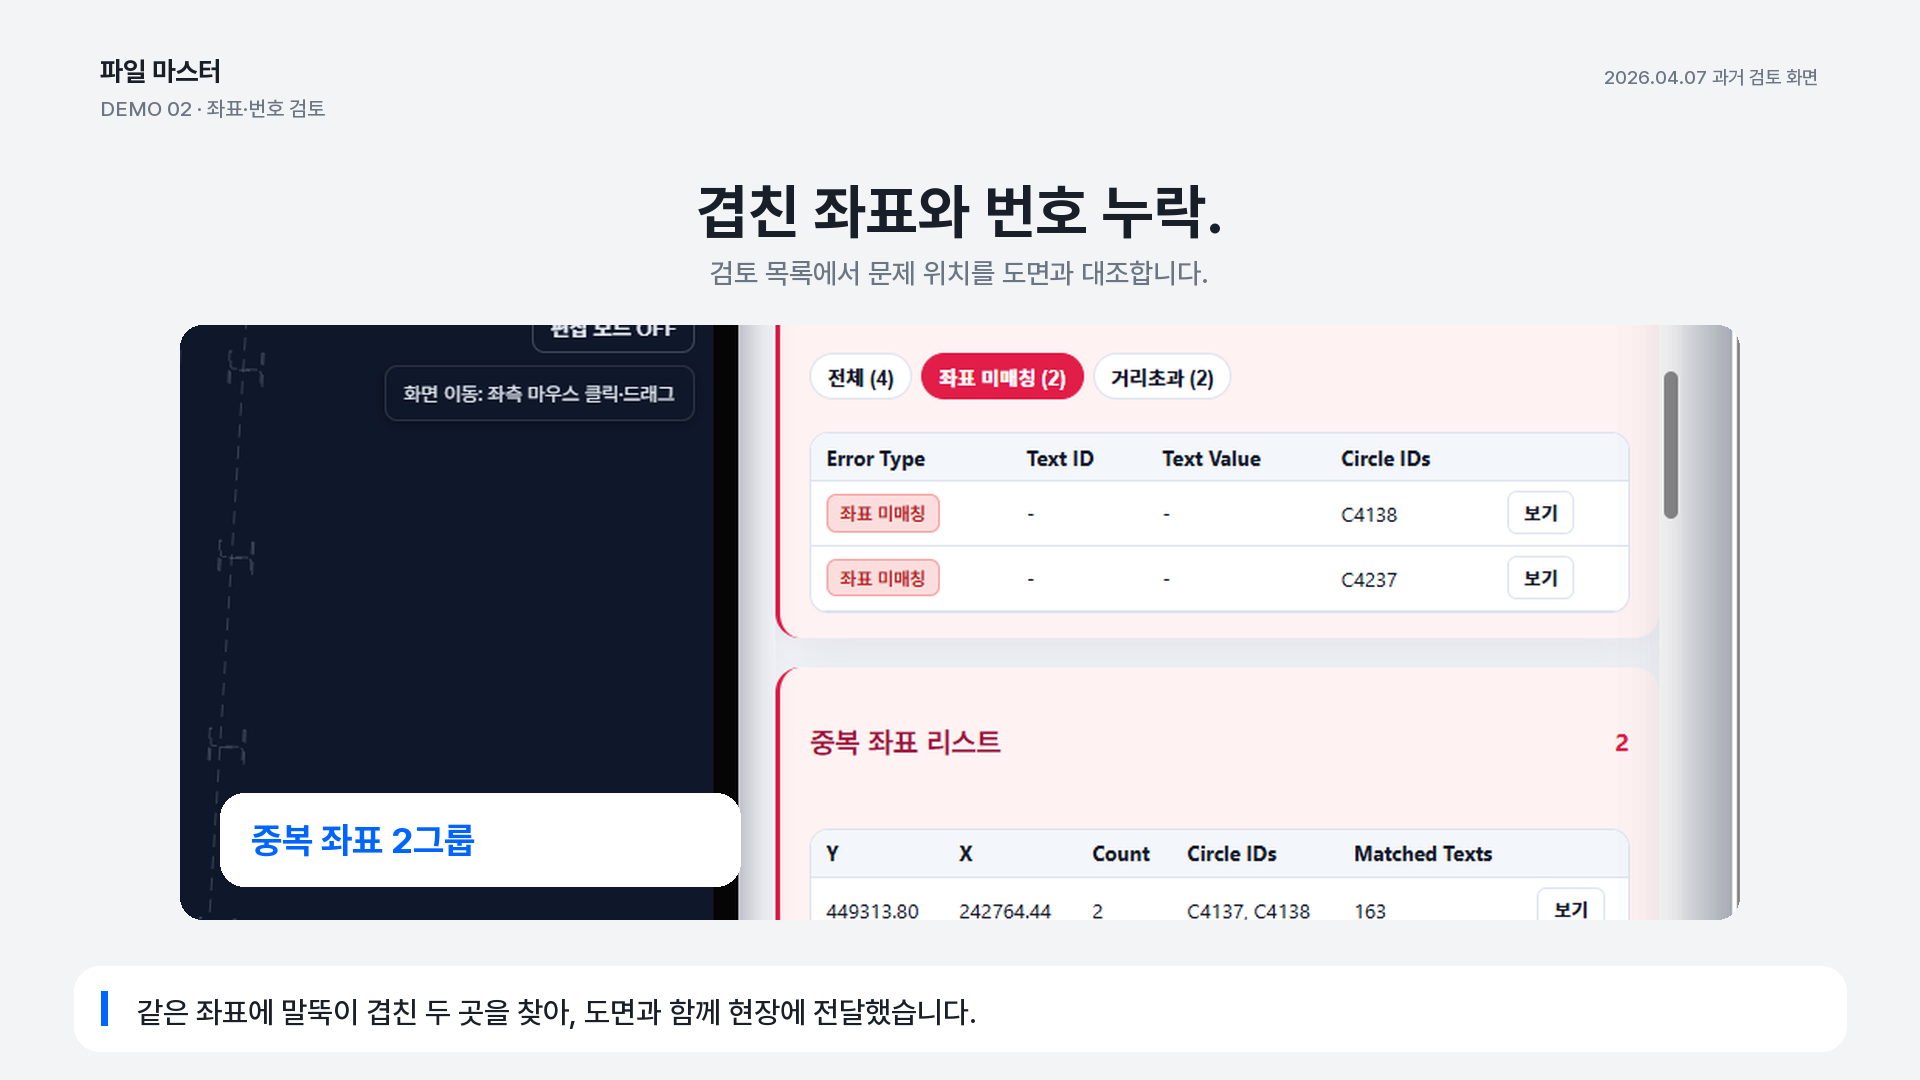 파일 마스터
DEMO 02 · 좌표·번호 검토
2026.04.07 과거 검토 화면
겹친 좌표와 번호 누락.
검토 목록에서 문제 위치를 도면과 대조합니다.
편집 모드 OFF
화면 이동: 좌측 마우스 클릭·드래그
전체 (4) 좌표 미매칭 (2) 거리초과 (2)
Error Type Text ID Text Value Circle IDs
좌표 미매칭 - - C4138 보기
좌표 미매칭 - - C4237 보기
중복 좌표 리스트 2
Y X Count Circle IDs Matched Texts
449313.80 242764.44 2 C4137, C4138 163 보기
중복 좌표 2그룹
같은 좌표에 말뚝이 겹친 두 곳을 찾아, 도면과 함께 현장에 전달했습니다.